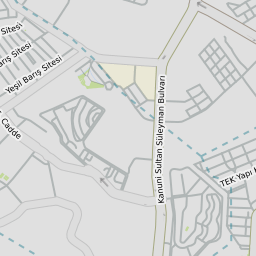 Sitesi
Barış Sitesi
Yeşil Barış Sitesi
Cadde
Kanuni Sultan Süleyman Bulvarı
TEK Yapı